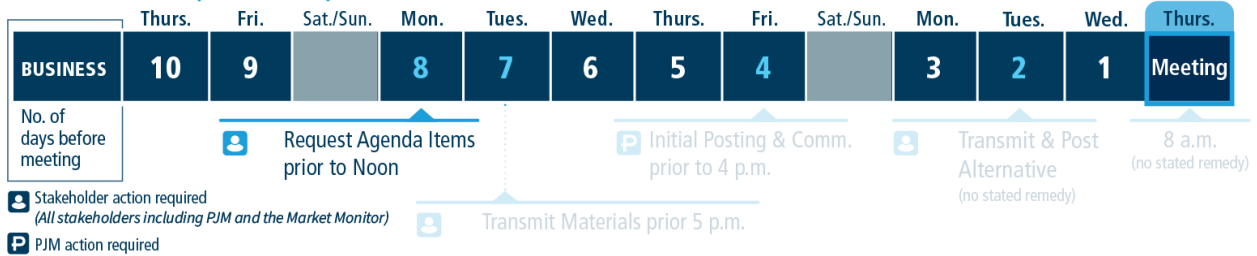 Thurs. Fri. Sat./Sun. Mon. Tues. Wed. Thurs. Fri. Sat./Sun. Mon. Tues. Wed. Thurs.
BUSINESS 10 9 8 7 6 5 4 3 2 1 Meeting
No. of
days before
meeting
Request Agenda Items
prior to Noon
Initial Posting & Comm.
prior to 4 p.m.
Transmit & Post
Alternative
(no stated remedy)
8 a.m.
(no stated remedy)
Transmit Materials prior 5 p.m.
Stakeholder action required
(All stakeholders including PJM and the Market Monitor)
P PJM action required